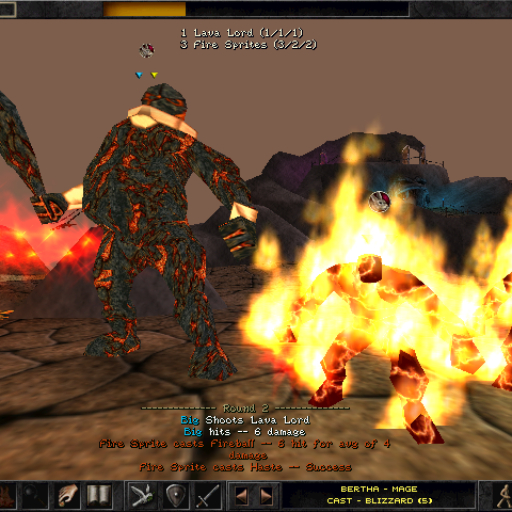 1 Lava Lord (1/1/1)
3 Fire Sprites (3/2/2)
------------- Round 2 -------------
Big Shoots Lava Lord
Big hits -- 6 damage
Fire Sprite casts Fireball -- 6 hit for avg of 4
damage
Fire Sprite casts Haste -- Success
BERTHA - MAGE
CAST - BLIZZARD (5)